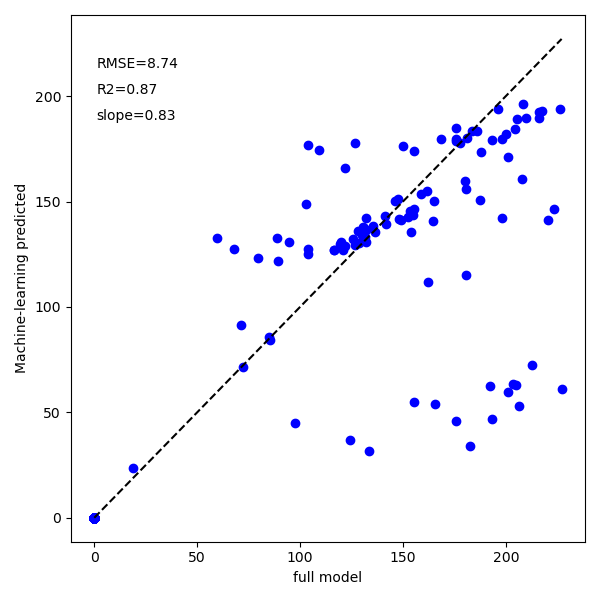 RMSE=8.74
R2=0.87
slope=0.83
Machine-learning predicted
200
150
100
50
0
0 50 100 150 200
full model